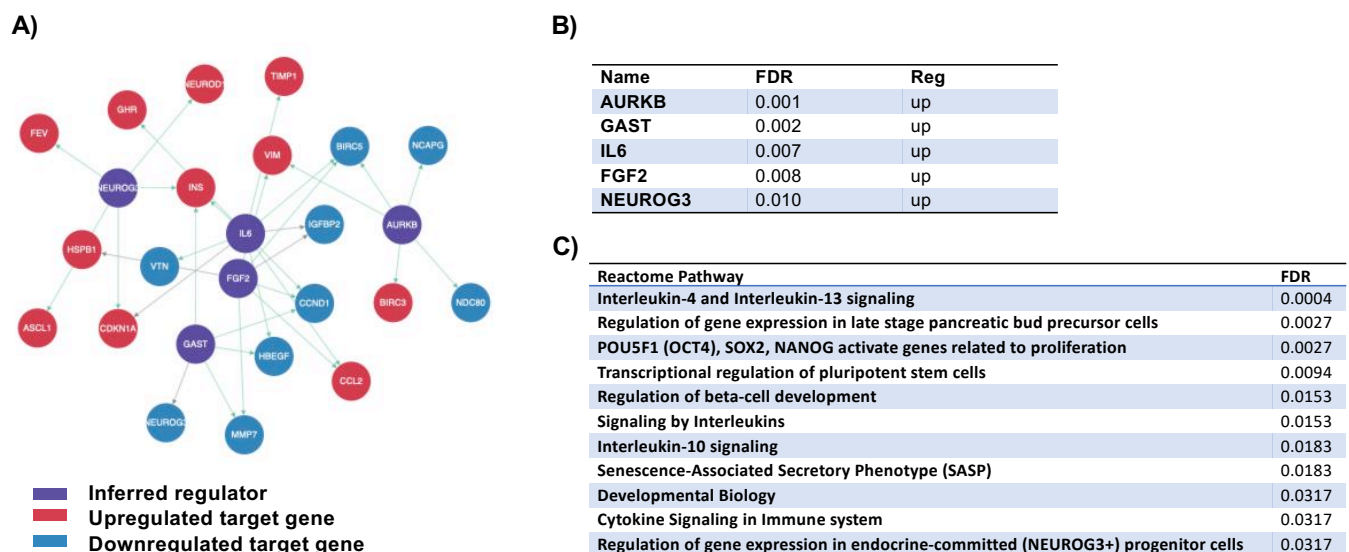 A)
NEUROD1
TIMP1
GHR
FEV
BIRC5
NCAPG
VIM
NEUROG3
INS
IGFBP2
AURKB
IL6
HSPB1
VTN
FGF2
CCND1
BIRC3
NDC80
ASCL1
CDKN1A
GAST
HBEGF
CCL2
NEUROG3
MMP7
Inferred regulator
Upregulated target gene
Downregulated target gene
B)
Name FDR Reg
AURKB 0.001 up
GAST 0.002 up
IL6 0.007 up
FGF2 0.008 up
NEUROG3 0.010 up
C)
Reactome Pathway FDR
Interleukin-4 and Interleukin-13 signaling 0.0004
Regulation of gene expression in late stage pancreatic bud precursor cells 0.0027
POU5F1 (OCT4), SOX2, NANOG activate genes related to proliferation 0.0027
Transcriptional regulation of pluripotent stem cells 0.0094
Regulation of beta-cell development 0.0153
Signaling by Interleukins 0.0153
Interleukin-10 signaling 0.0183
Senescence-Associated Secretory Phenotype (SASP) 0.0183
Developmental Biology 0.0317
Cytokine Signaling in Immune system 0.0317
Regulation of gene expression in endocrine-committed (NEUROG3+) progenitor cells 0.0317